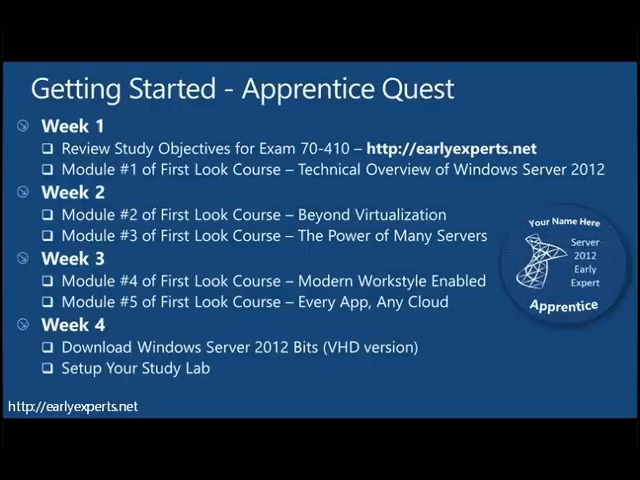 Getting Started - Apprentice Quest
Week 1
Review Study Objectives for Exam 70-410 – http://earlyexperts.net
Module #1 of First Look Course – Technical Overview of Windows Server 2012
Week 2
Module #2 of First Look Course – Beyond Virtualization
Module #3 of First Look Course – The Power of Many Servers
Week 3
Module #4 of First Look Course – Modern Workstyle Enabled
Module #5 of First Look Course – Every App, Any Cloud
Week 4
Download Windows Server 2012 Bits (VHD version)
Setup Your Study Lab
Your Name Here
Server
2012
Early
Expert
Apprentice
http://earlyexperts.net